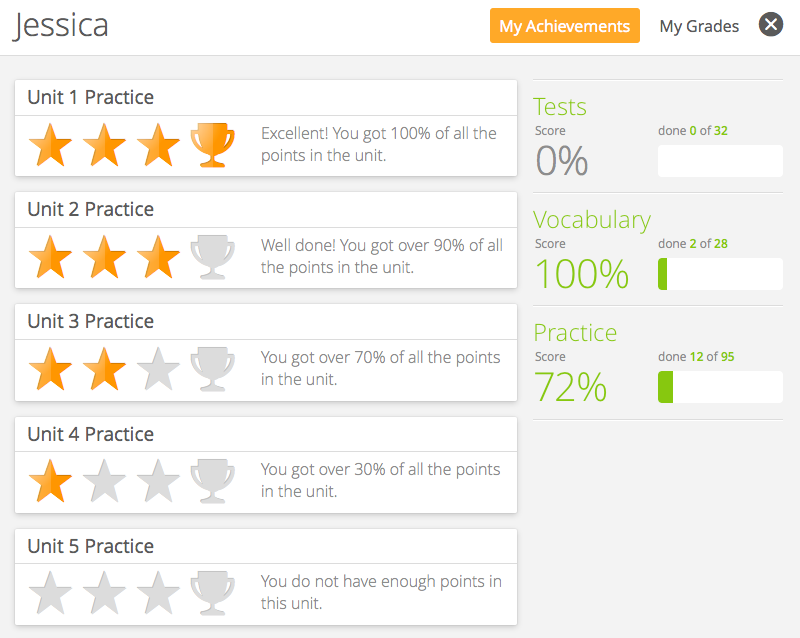 Jessica
My Achievements
My Grades
Unit 1 Practice
Excellent! You got 100% of all the
points in the unit.
Unit 2 Practice
Well done! You got over 90% of all
the points in the unit.
Unit 3 Practice
You got over 70% of all the points
in the unit.
Unit 4 Practice
You got over 30% of all the points
in the unit.
Unit 5 Practice
You do not have enough points in
this unit.
Tests
Score
done 0 of 32
0%
Vocabulary
Score
done 2 of 28
100%
Practice
Score
done 12 of 95
72%